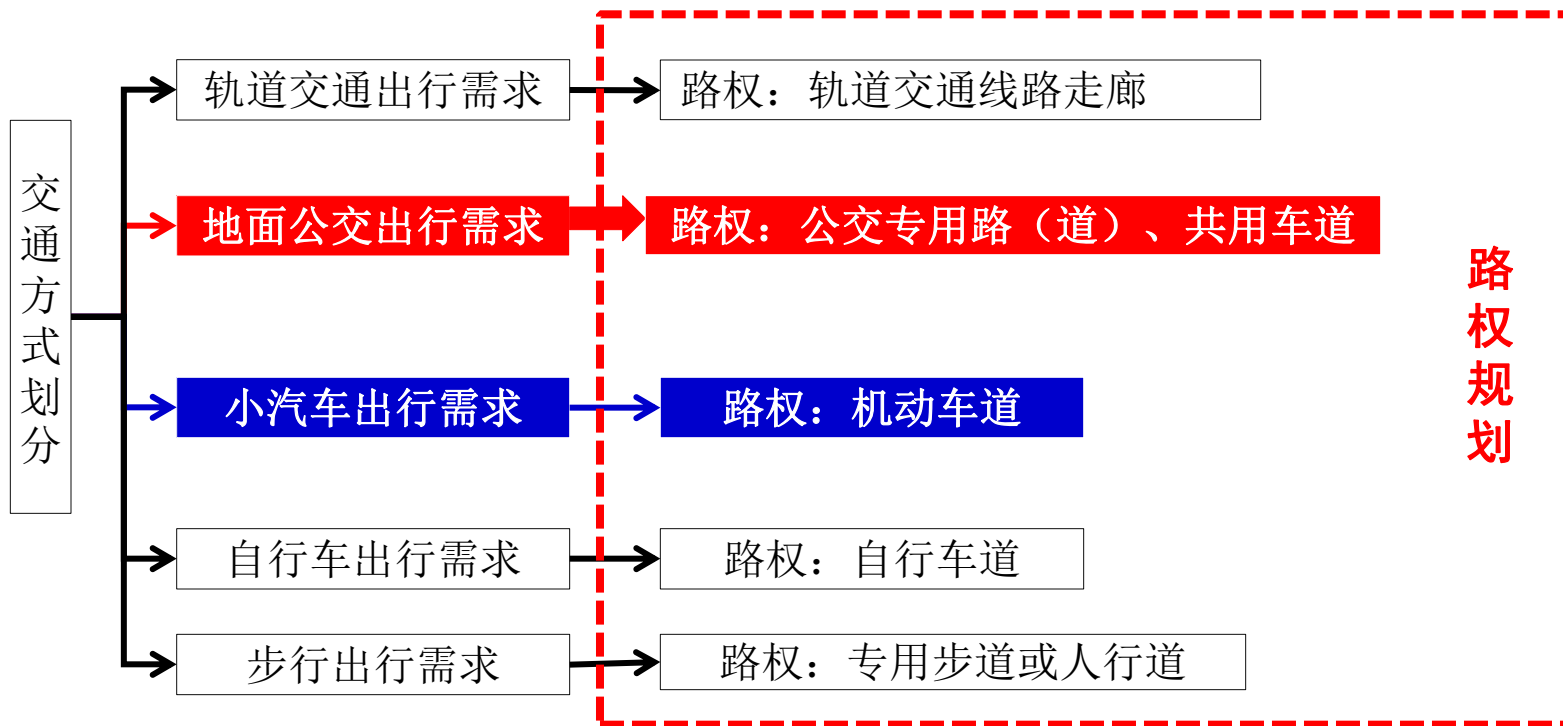 交通方式划分
轨道交通出行需求
路权：轨道交通线路走廊
地面公交出行需求
路权：公交专用路（道）、共用车道
小汽车出行需求
路权：机动车道
自行车出行需求
路权：自行车道
步行出行需求
路权：专用步道或人行道
路权规划